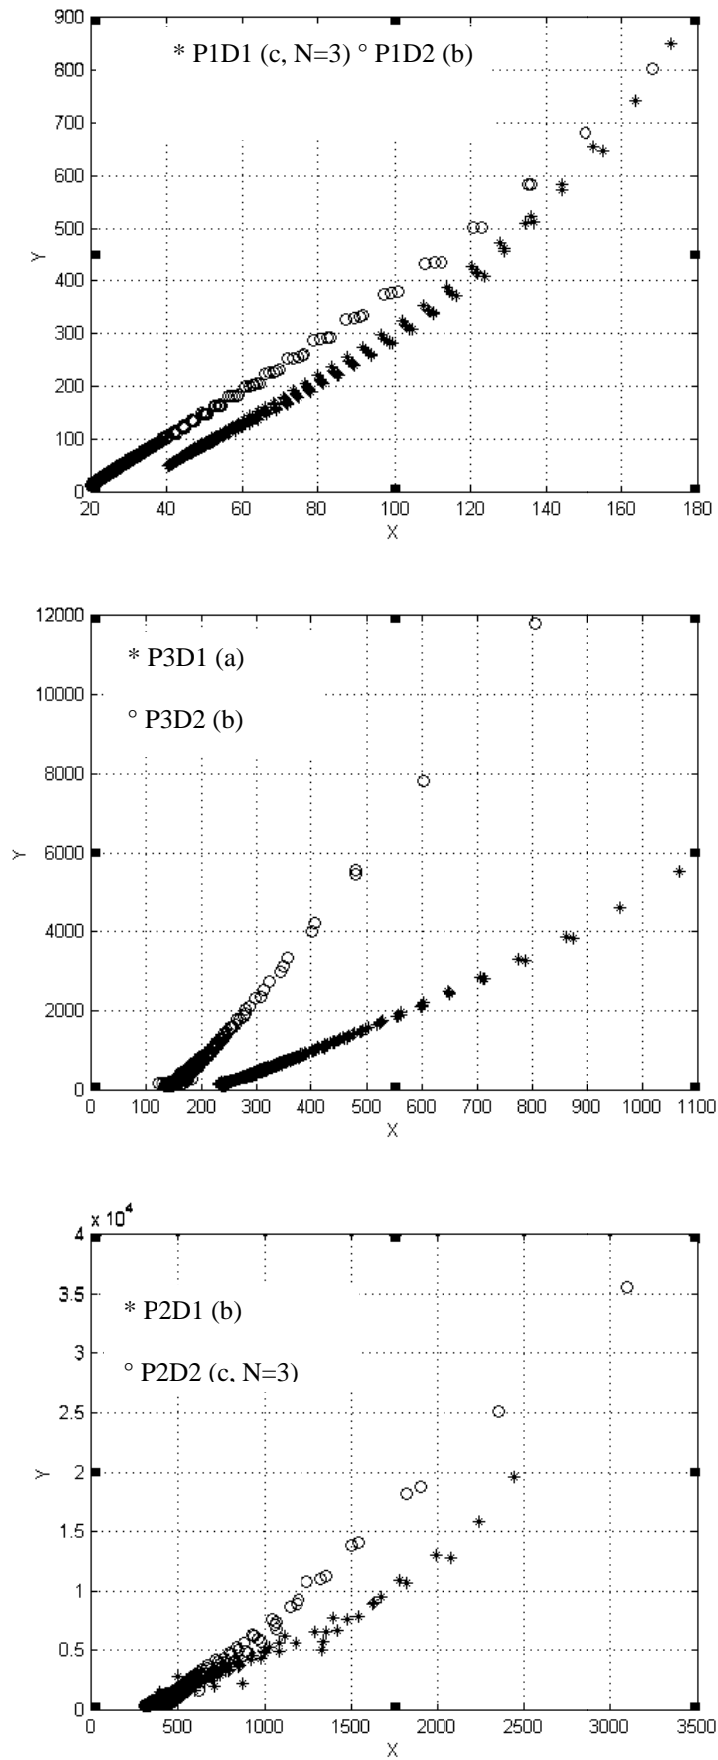 900
* P1D1 (c, N=3) ° P1D2 (b)
800
700
600
500
Y
400
300
200
100
0
20 40 60 80 100 120 140 160 180
X
12000
* P3D1 (a)
10000
° P3D2 (b)
8000
Y
6000
4000
2000
0
0 100 200 300 400 500 600 700 800 900 1000 1100
X
x 10^4
4
3.5
* P2D1 (b)
3
° P2D2 (c, N=3)
2.5
Y
2
1.5
1
0.5
0
0 500 1000 1500 2000 2500 3000 3500
X